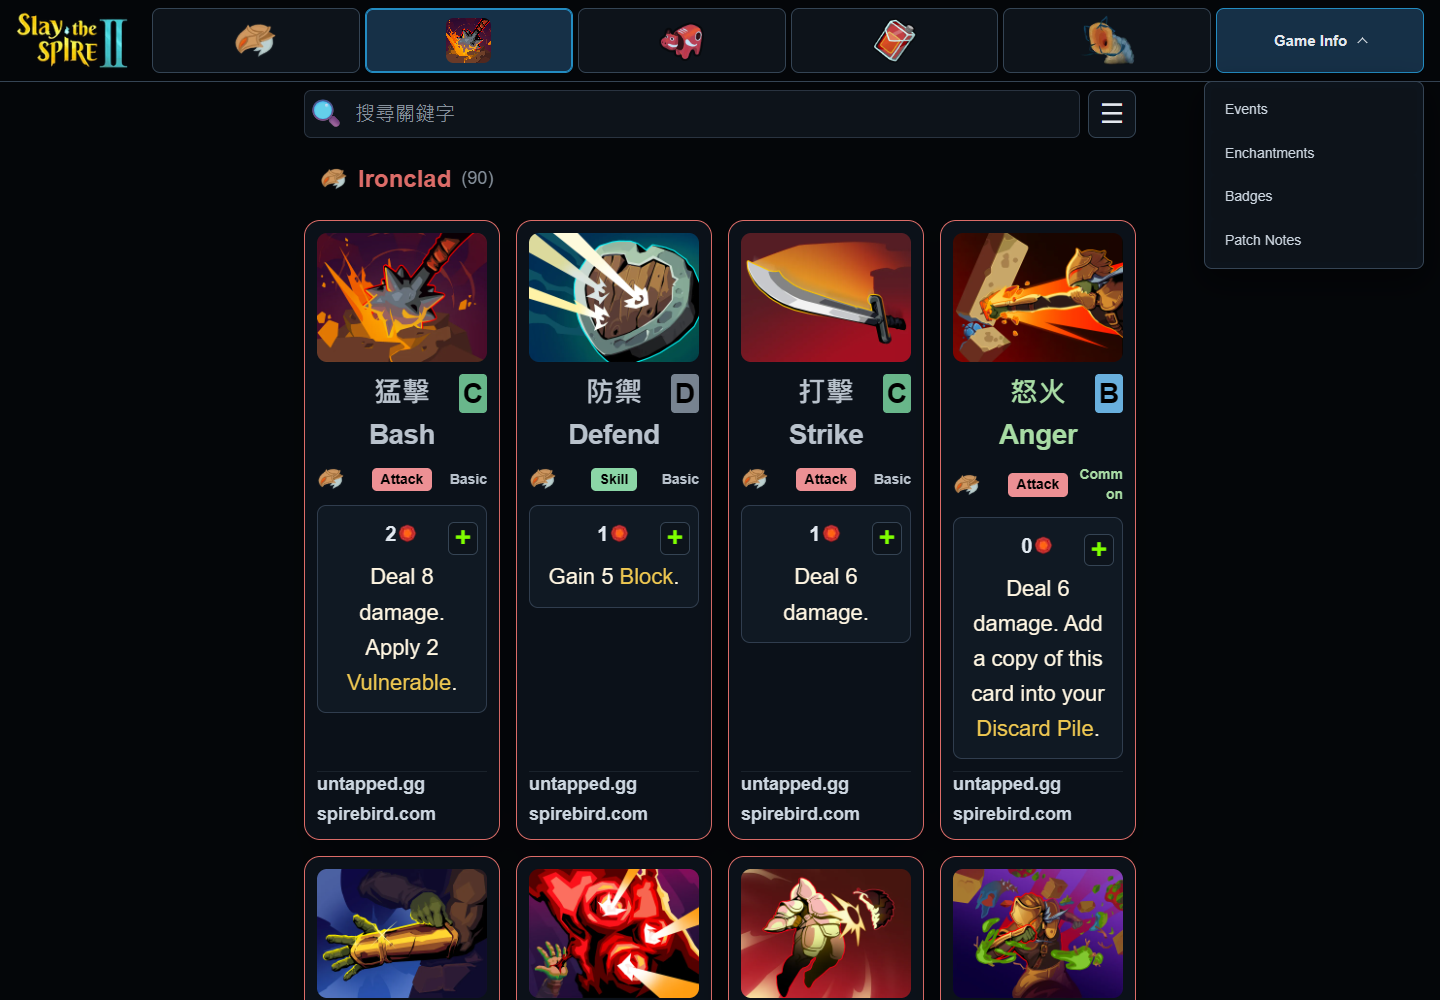 Slay the
SPIRE II
Game Info
Events
Enchantments
Badges
Patch Notes
搜尋關鍵字
Ironclad (90)
猛擊 C
Bash
Attack Basic
2
+
Deal 8
damage.
Apply 2
Vulnerable.
untapped.gg
spirebird.com
防禦 D
Defend
Skill Basic
1
+
Gain 5 Block.
untapped.gg
spirebird.com
打擊 C
Strike
Attack Basic
1
+
Deal 6
damage.
untapped.gg
spirebird.com
怒火 B
Anger
Attack Comm
on
0
+
Deal 6
damage. Add
a copy of this
card into your
Discard Pile.
untapped.gg
spirebird.com